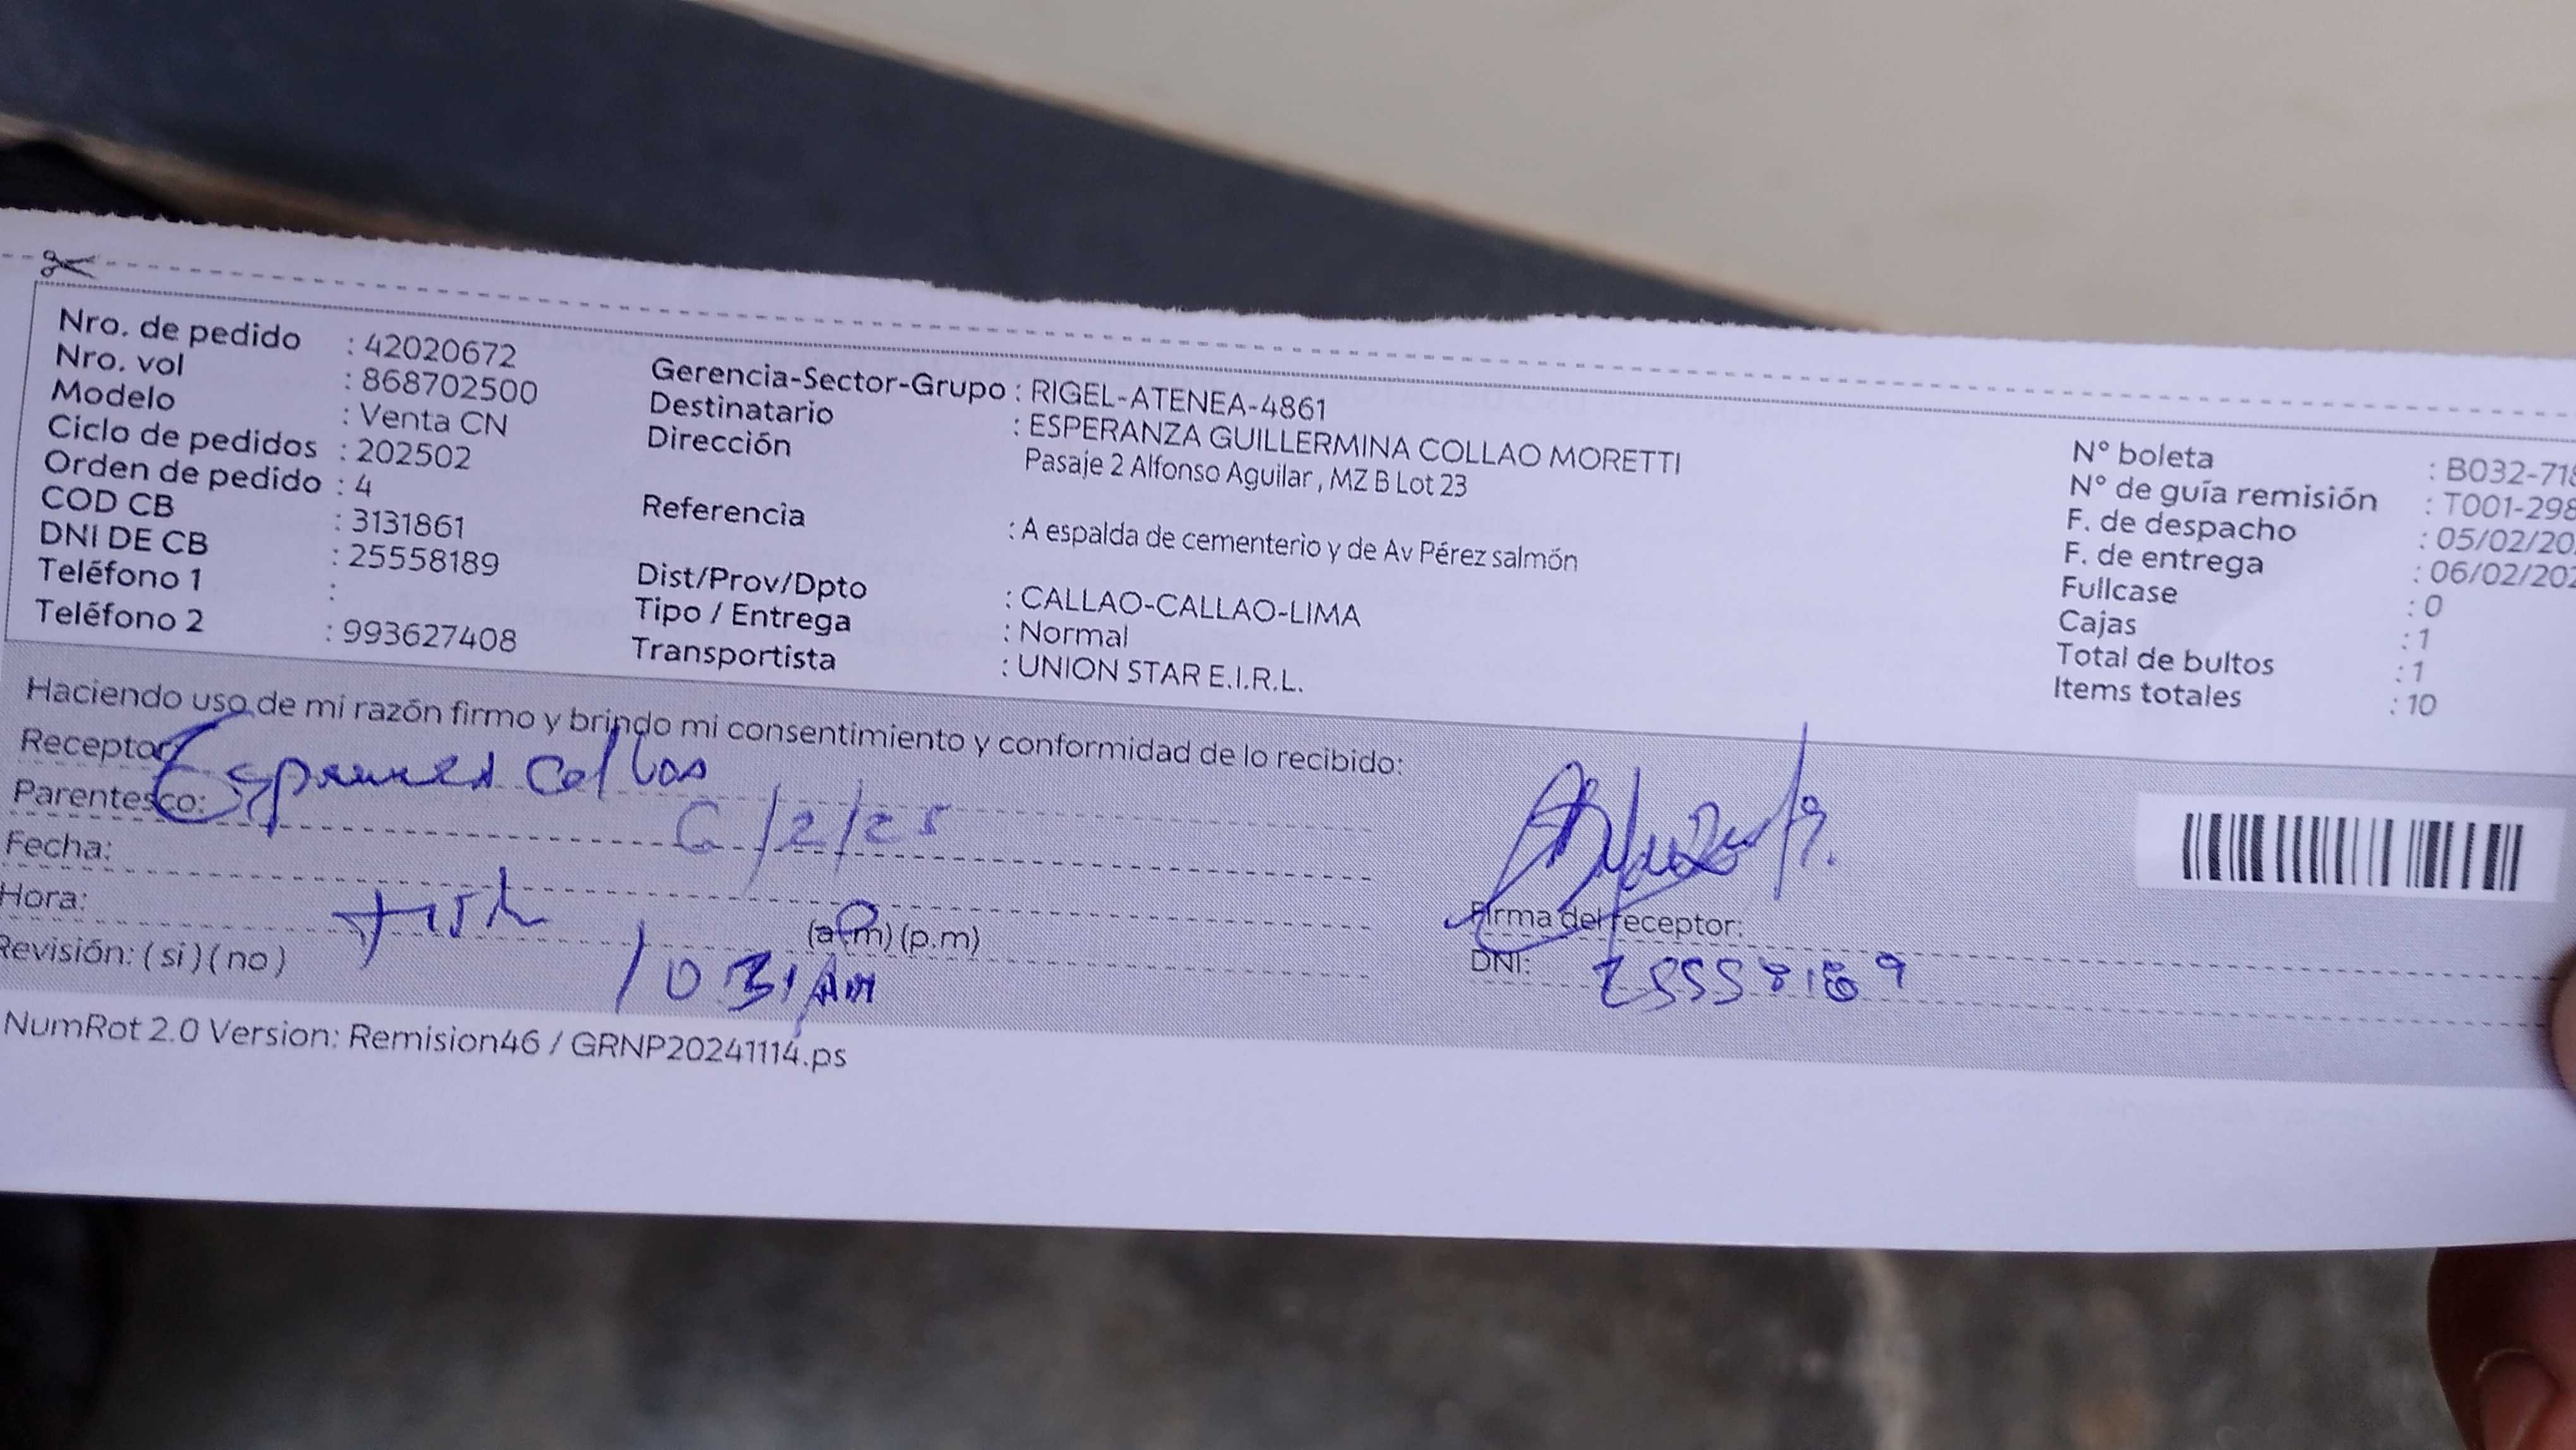 Nro. de pedido : 42020672
Nro. vol : 868702500
Modelo : Venta CN
Ciclo de pedidos : 202502
Orden de pedido : 4
COD CB : 3131861
DNI DE CB : 25558189
Teléfono 1 :
Teléfono 2 : 993627408
Gerencia-Sector-Grupo : RIGEL-ATENEA-4861
Destinatario : ESPERANZA GUILLERMINA COLLAO MORETTI
Dirección Pasaje 2 Alfonso Aguilar , MZ B Lot 23
Referencia : A espalda de cementerio y de Av Pérez salmón
Dist/Prov/Dpto : CALLAO-CALLAO-LIMA
Tipo / Entrega : Normal
Transportista : UNION STAR E.I.R.L.
N° boleta : B032-718
N° de guía remisión : T001-298
F. de despacho : 05/02/20
F. de entrega : 06/02/202
Fullcase : 0
Cajas : 1
Total de bultos : 1
Items totales : 10
Haciendo uso de mi razón firmo y brindo mi consentimiento y conformidad de lo recibido:
Receptor:
Parentesco:
6/2/25
Fecha:
Hora: (a.m) (p.m)
Revisión: ( si ) ( no ) 10 31 AM
Firma del receptor:
DNI: 25558189
NumRot 2.0 Version: Remision46 / GRNP20241114.ps